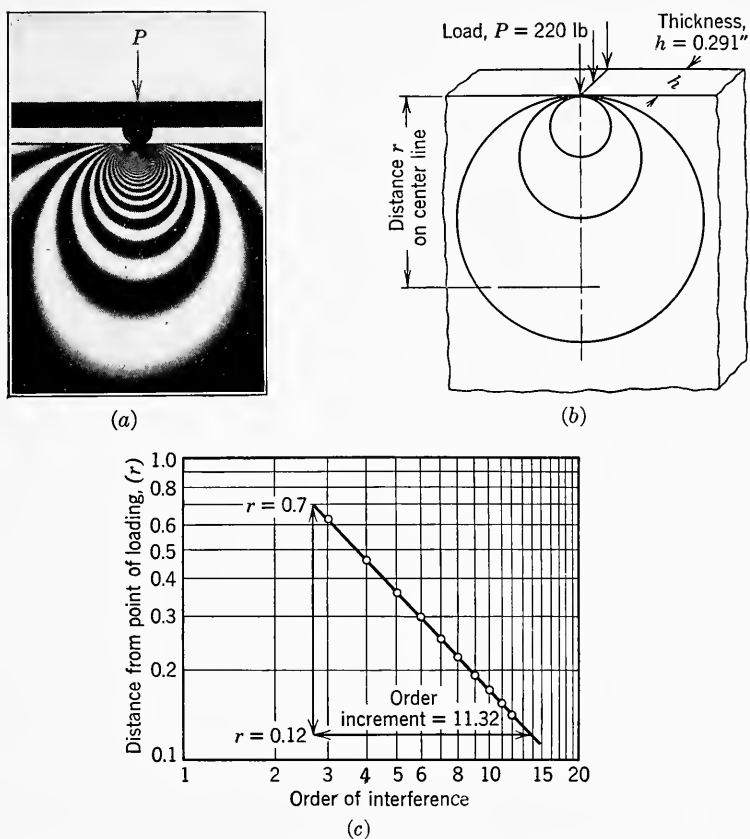 P
(a)
Load, P = 220 lb
Thickness,
h = 0.291"
h
Distance r
on center line
(b)
Distance from point of loading, (r)
1.0
0.8
0.6
0.5
0.4
0.3
0.2
0.1
r = 0.7
r = 0.12
Order
increment = 11.32
1 2 3 4 5 6 8 10 15 20
Order of interference
(c)